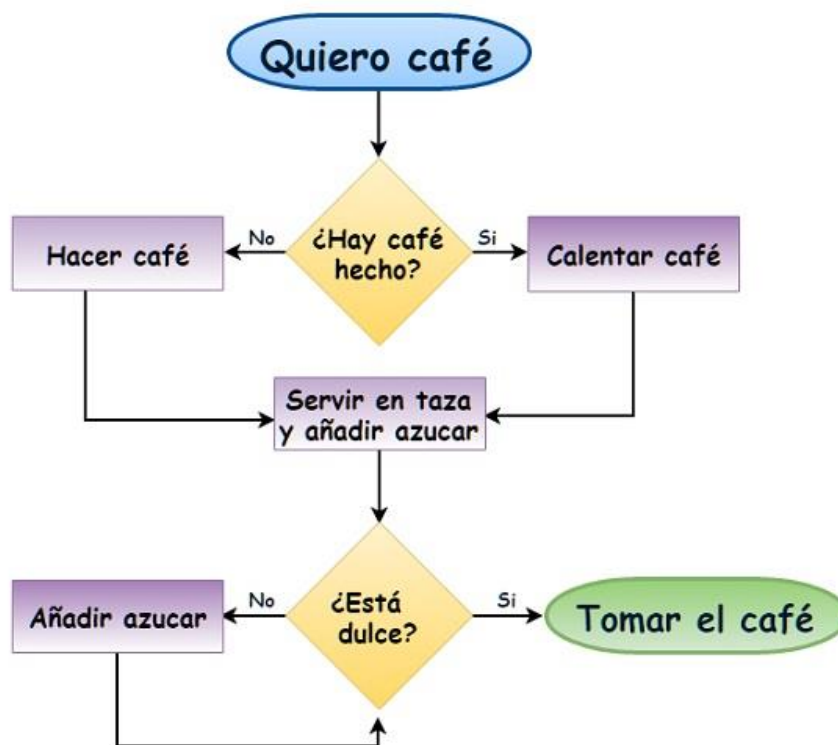 Quiero café
¿Hay café
hecho?
No
Si
Hacer café
Calentar café
Servir en taza
y añadir azucar
¿Está
dulce?
No
Si
Añadir azucar
Tomar el café